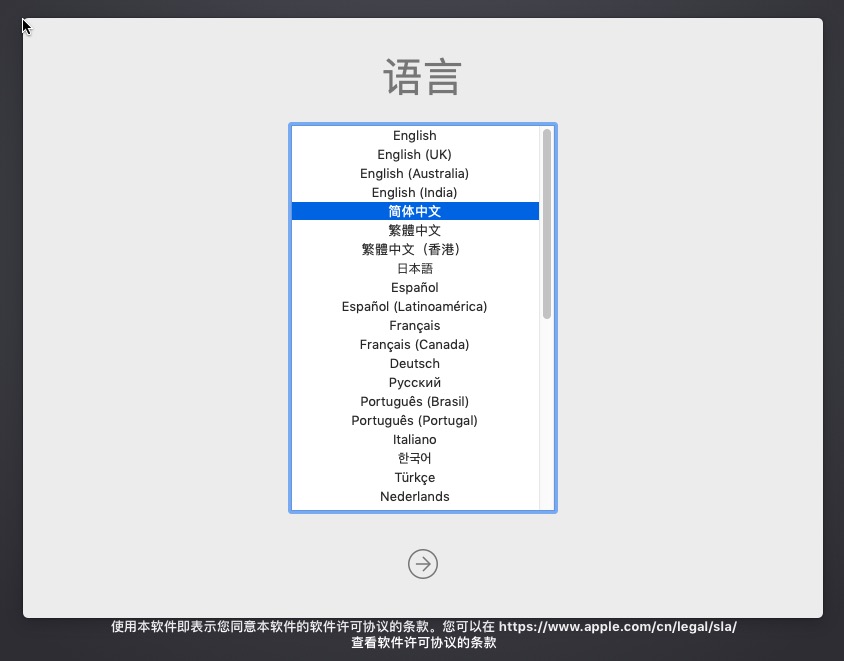 语言
English
English (UK)
English (Australia)
English (India)
简体中文
繁體中文
繁體中文（香港）
日本語
Español
Español (Latinoamérica)
Français
Français (Canada)
Deutsch
Русский
Português (Brasil)
Português (Portugal)
Italiano
한국어
Türkçe
Nederlands
使用本软件即表示您同意本软件的软件许可协议的条款。您可以在 https://www.apple.com/cn/legal/sla/
查看软件许可协议的条款